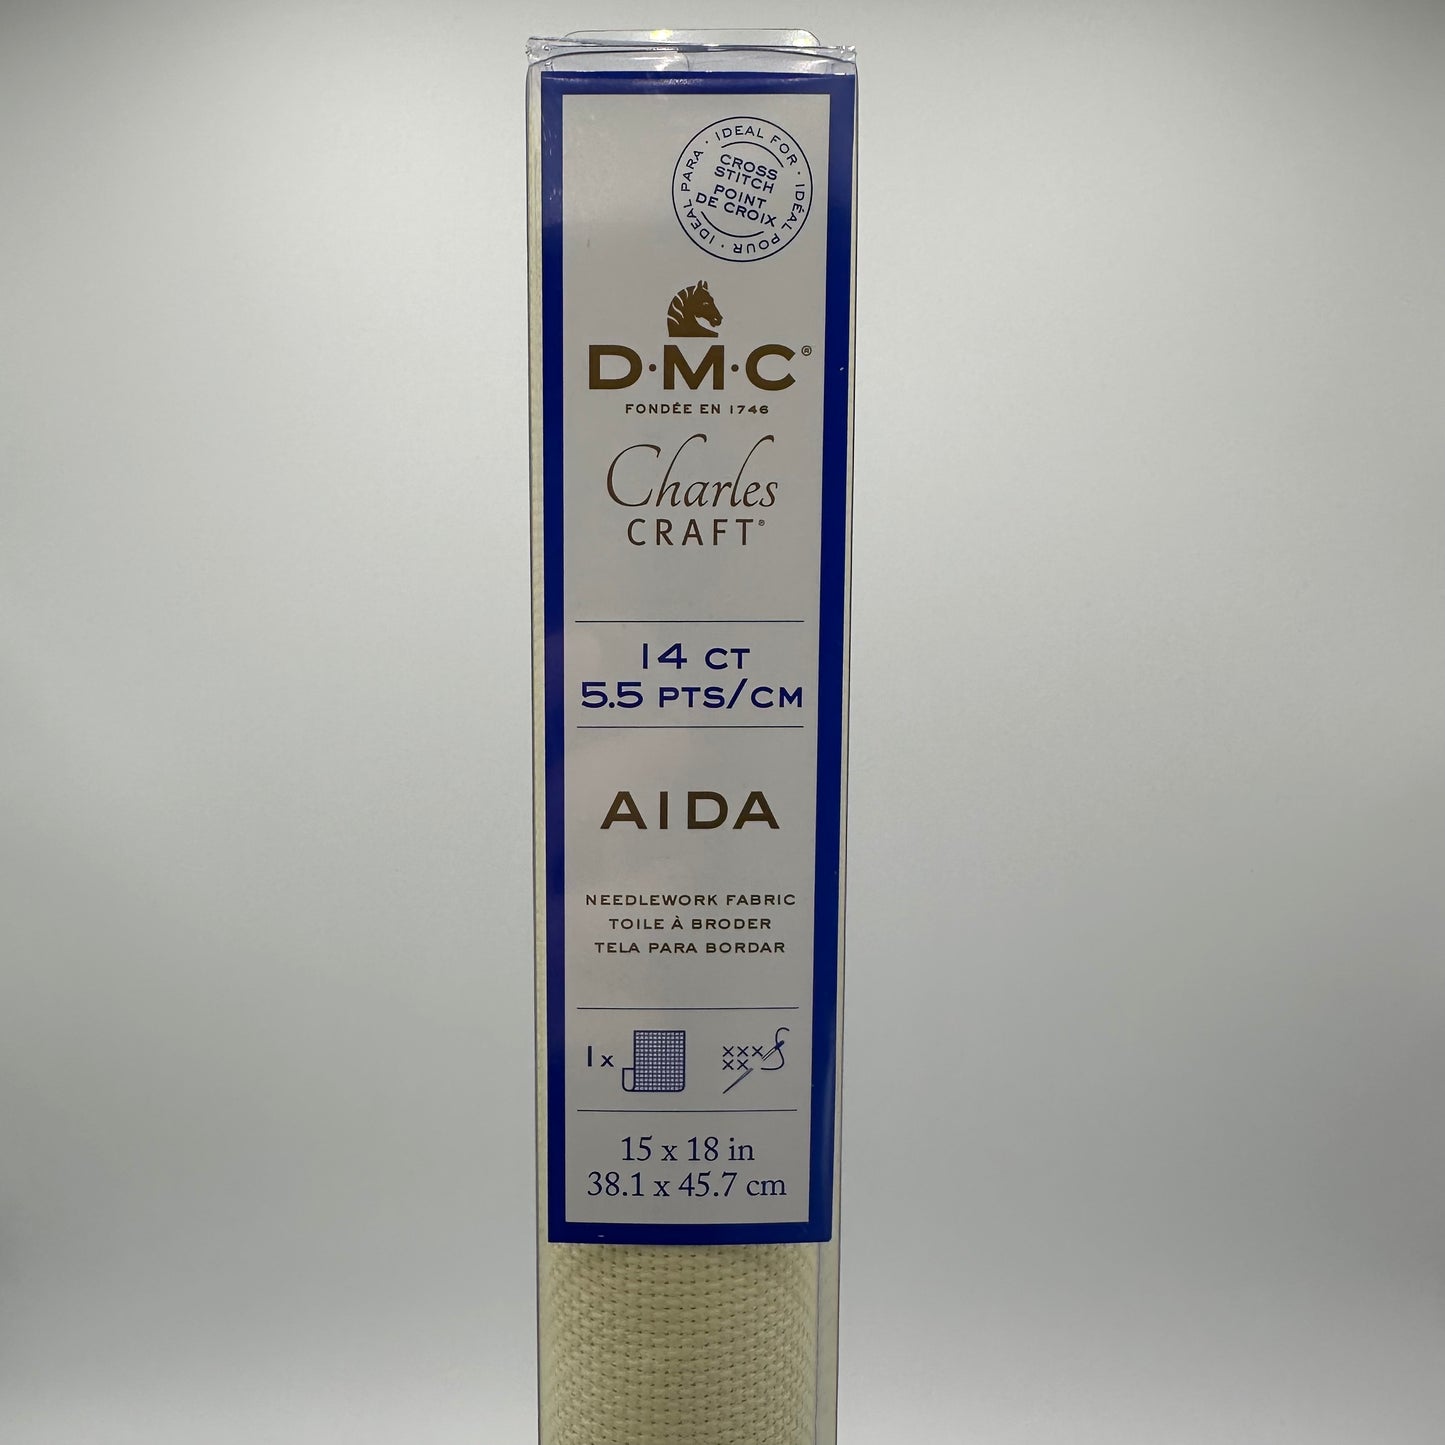 IDEAL FOR · IDÉAL POUR · IDEAL PARA ·
CROSS
STITCH
POINT
DE CROIX
D·M·C®
FONDÉE EN 1746
Charles
CRAFT®
14 CT
5.5 PTS/CM
AIDA
NEEDLEWORK FABRIC
TOILE À BRODER
TELA PARA BORDAR
1x
15 x 18 in
38.1 x 45.7 cm